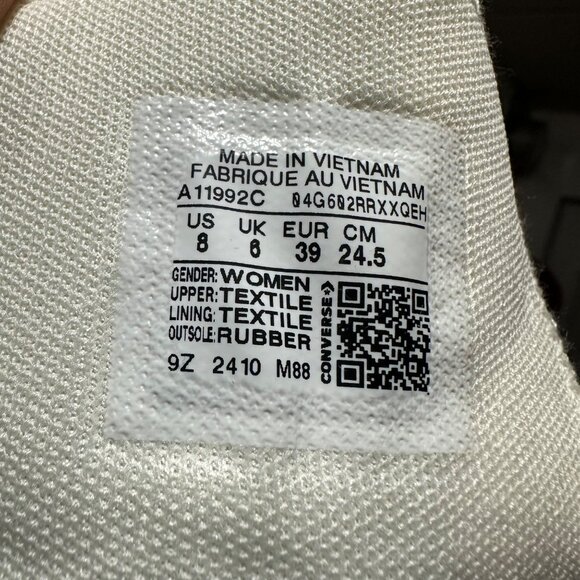 MADE IN VIETNAM
FABRIQUE AU VIETNAM
A11992C 04G602RRXXQEH
US UK EUR CM
8 6 39 24.5
GENDER: WOMEN
UPPER: TEXTILE
LINING: TEXTILE
OUTSOLE: RUBBER
CONVERSE
9Z 2410 M88